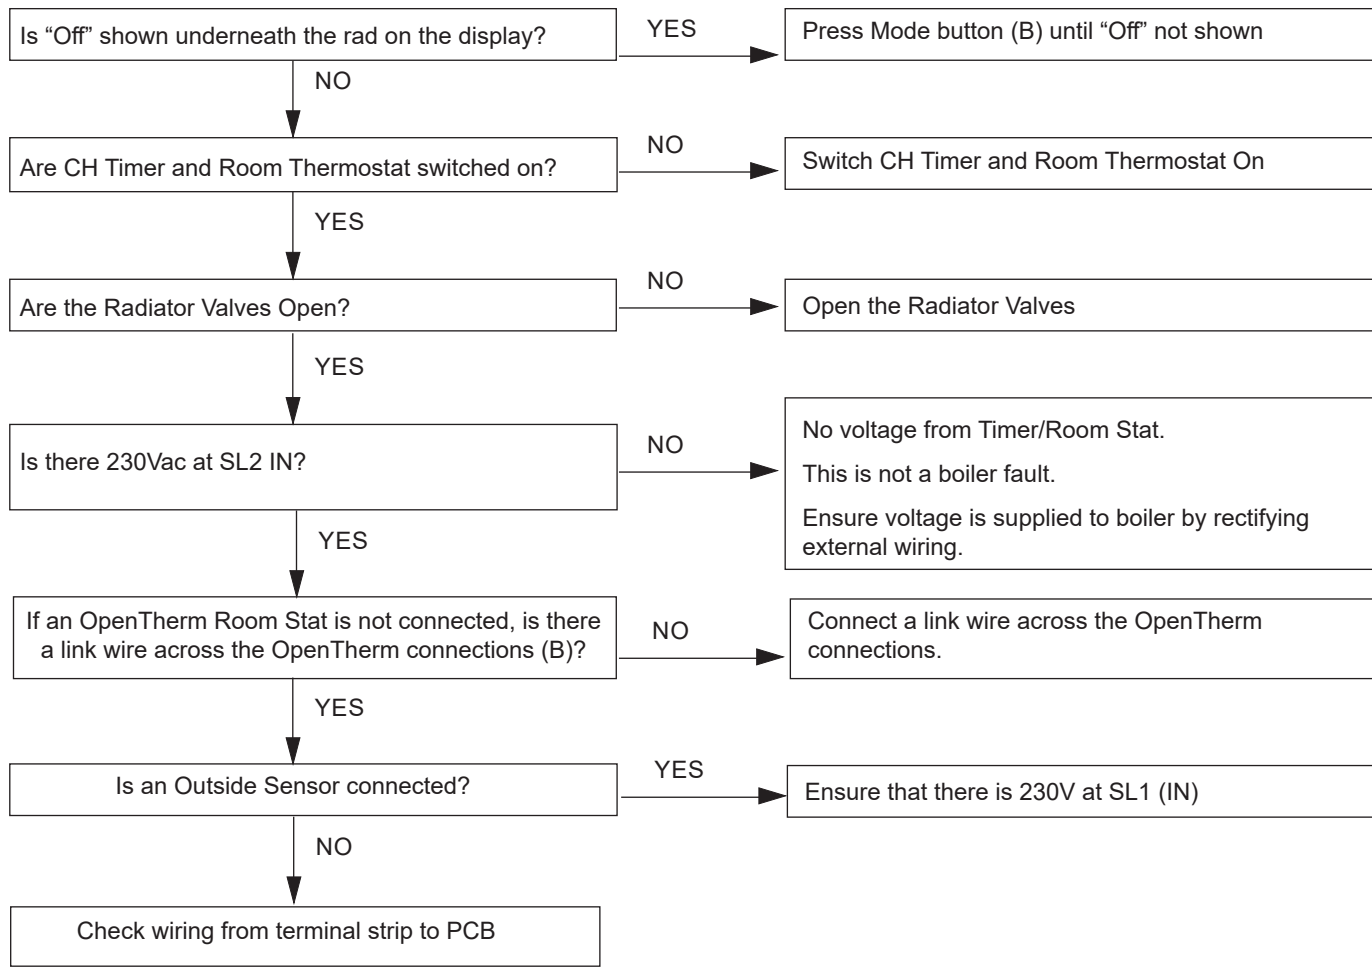 Is “Off” shown underneath the rad on the display?
YES
Press Mode button (B) until “Off” not shown
NO
Are CH Timer and Room Thermostat switched on?
NO
Switch CH Timer and Room Thermostat On
YES
Are the Radiator Valves Open?
NO
Open the Radiator Valves
YES
Is there 230Vac at SL2 IN?
NO
No voltage from Timer/Room Stat.
This is not a boiler fault.
Ensure voltage is supplied to boiler by rectifying
external wiring.
YES
If an OpenTherm Room Stat is not connected, is there
a link wire across the OpenTherm connections (B)?
NO
Connect a link wire across the OpenTherm
connections.
YES
Is an Outside Sensor connected?
YES
Ensure that there is 230V at SL1 (IN)
NO
Check wiring from terminal strip to PCB